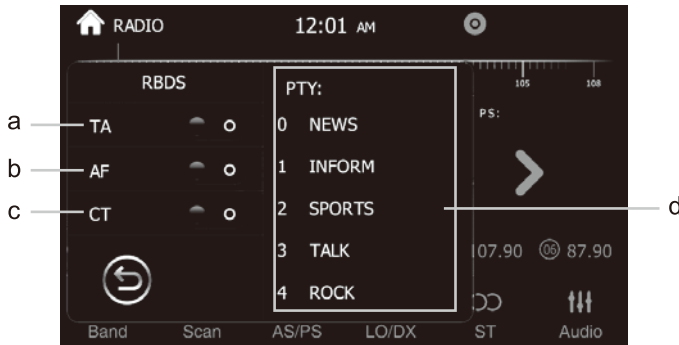 RADIO 12:01 AM
RBDS
PTY:
105 108
a TA
0 NEWS
PS:
b AF
1 INFORM
c CT
2 SPORTS
d
3 TALK
107.90 06 87.90
4 ROCK
Band Scan AS/PS LO/DX ST Audio